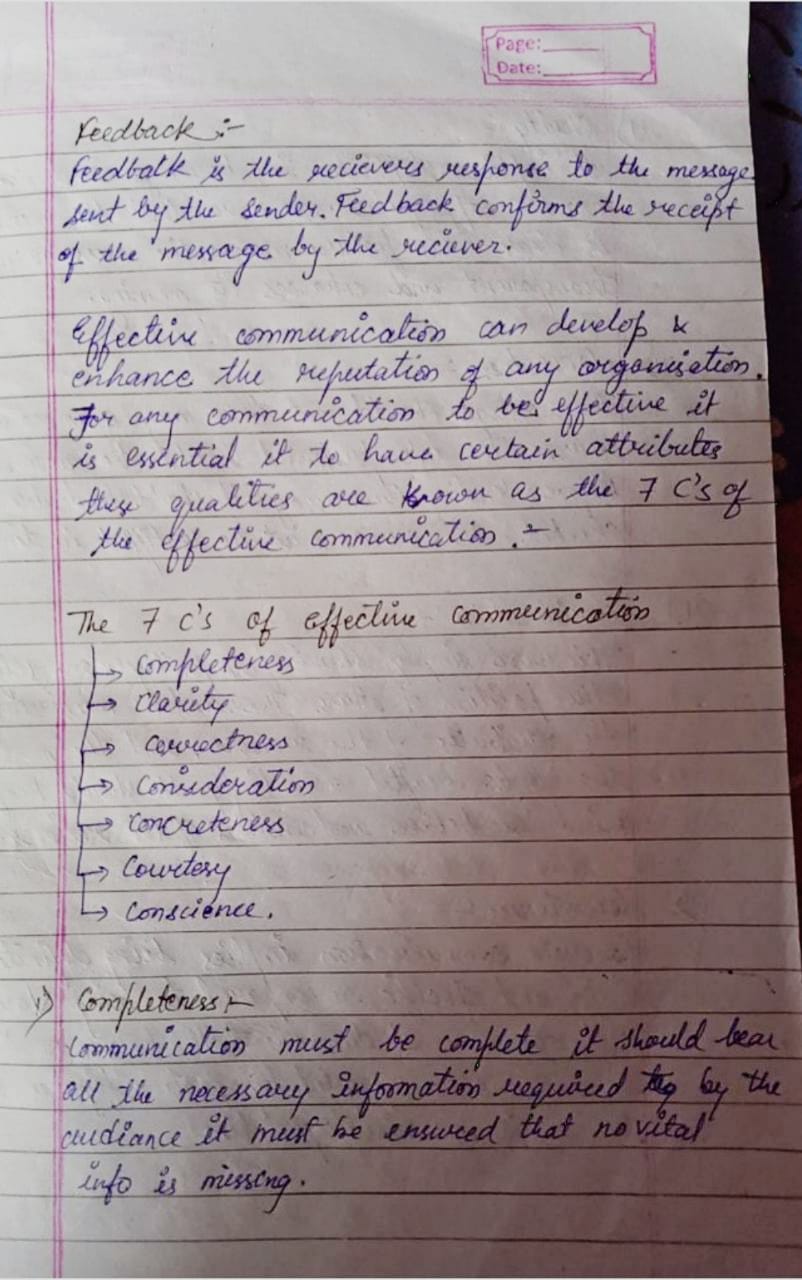 Page:
Date:
Feedback :-
Feedback is the recievers response to the message
sent by the sender. Feedback confirms the receipt
of the message by the reciever.
Effective communication can develop &
enhance the reputation of any organisation.
For any communication to be effective it
is essential it to have certain attributes
these qualities are known as the 7 C's of
the effective communication. -
The 7 C's of effective communication
→ Completeness
→ Clarity
→ Correctness
→ Consideration
→ Concreteness
→ Courtesy
→ Conscience.
1) Completeness :-
Communication must be complete it should bear
all the necessary information required by the
audiance it must be ensured that no vital
info is missing.